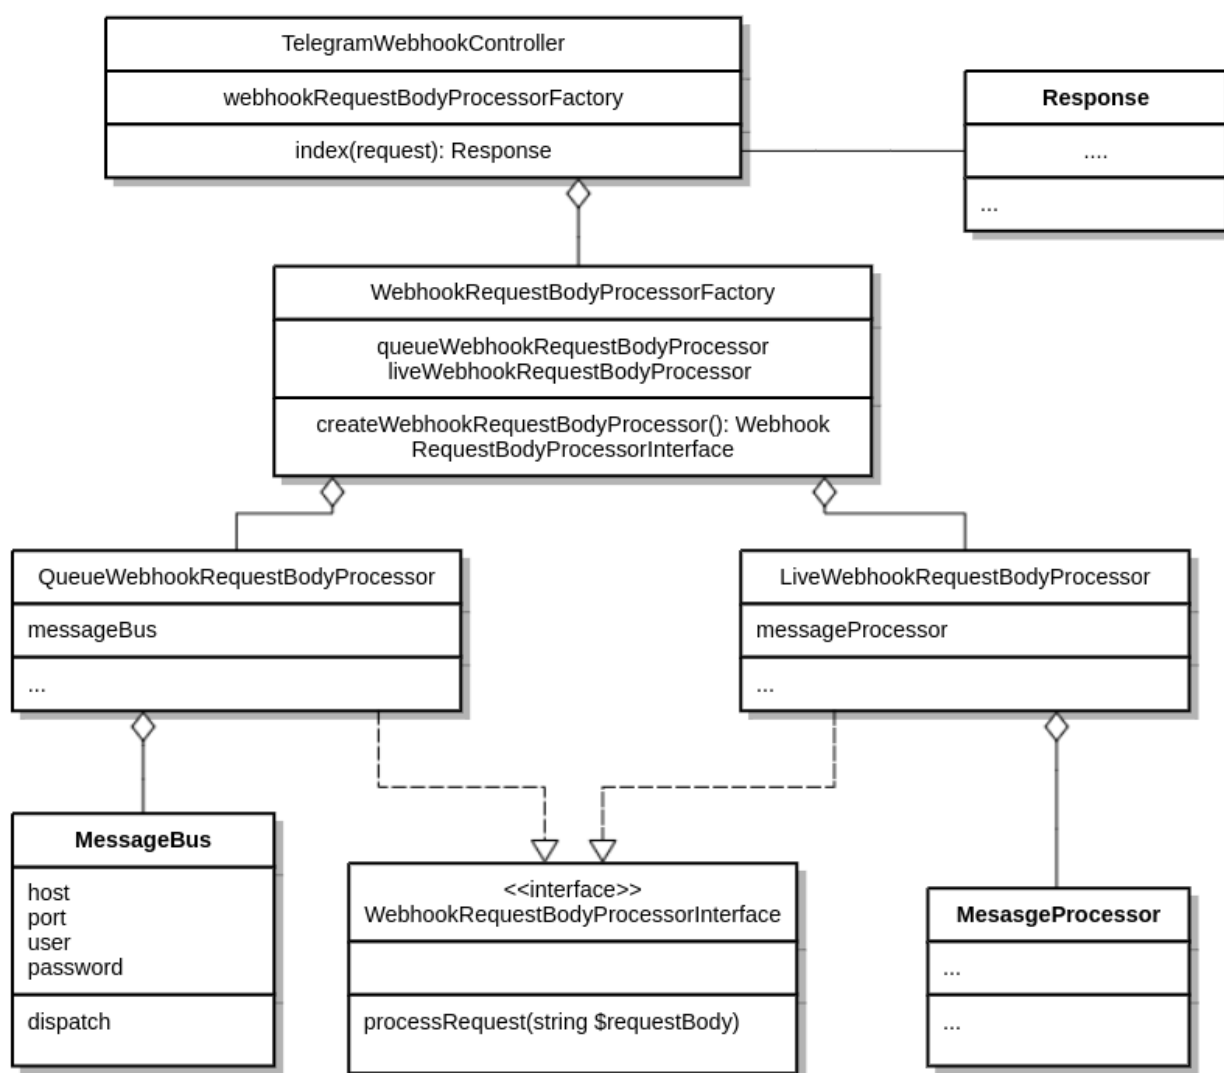 TelegramWebhookController
webhookRequestBodyProcessorFactory
index(request): Response
Response
....
...
WebhookRequestBodyProcessorFactory
queueWebhookRequestBodyProcessor
liveWebhookRequestBodyProcessor
createWebhookRequestBodyProcessor(): Webhook
RequestBodyProcessorInterface
QueueWebhookRequestBodyProcessor
messageBus
...
LiveWebhookRequestBodyProcessor
messageProcessor
...
MessageBus
host
port
user
password
dispatch
<<interface>>
WebhookRequestBodyProcessorInterface
processRequest(string $requestBody)
MesasgeProcessor
...
...